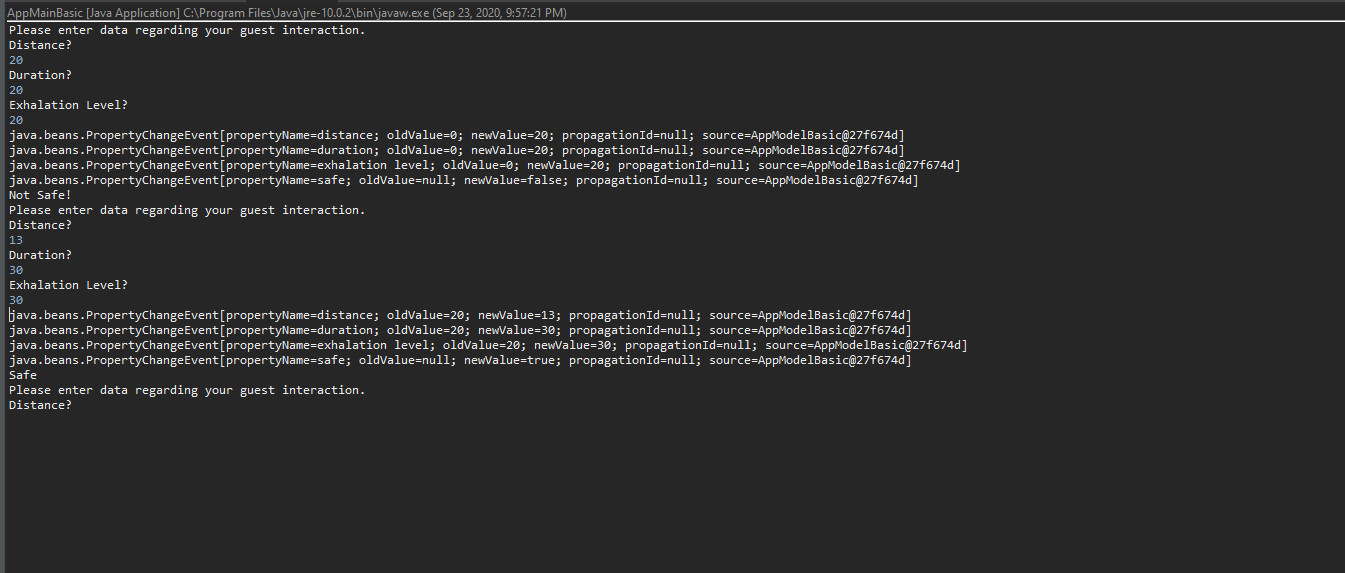 AppMainBasic [Java Application] C:\Program Files\Java\jre-10.0.2\bin\javaw.exe (Sep 23, 2020, 9:57:21 PM)
Please enter data regarding your guest interaction.
Distance?
20
Duration?
20
Exhalation Level?
20
java.beans.PropertyChangeEvent[propertyName=distance; oldValue=0; newValue=20; propagationId=null; source=AppModelBasic@27f674d]
java.beans.PropertyChangeEvent[propertyName=duration; oldValue=0; newValue=20; propagationId=null; source=AppModelBasic@27f674d]
java.beans.PropertyChangeEvent[propertyName=exhalation level; oldValue=0; newValue=20; propagationId=null; source=AppModelBasic@27f674d]
java.beans.PropertyChangeEvent[propertyName=safe; oldValue=null; newValue=false; propagationId=null; source=AppModelBasic@27f674d]
Not Safe!
Please enter data regarding your guest interaction.
Distance?
13
Duration?
30
Exhalation Level?
30
java.beans.PropertyChangeEvent[propertyName=distance; oldValue=20; newValue=13; propagationId=null; source=AppModelBasic@27f674d]
java.beans.PropertyChangeEvent[propertyName=duration; oldValue=20; newValue=30; propagationId=null; source=AppModelBasic@27f674d]
java.beans.PropertyChangeEvent[propertyName=exhalation level; oldValue=20; newValue=30; propagationId=null; source=AppModelBasic@27f674d]
java.beans.PropertyChangeEvent[propertyName=safe; oldValue=null; newValue=true; propagationId=null; source=AppModelBasic@27f674d]
Safe
Please enter data regarding your guest interaction.
Distance?